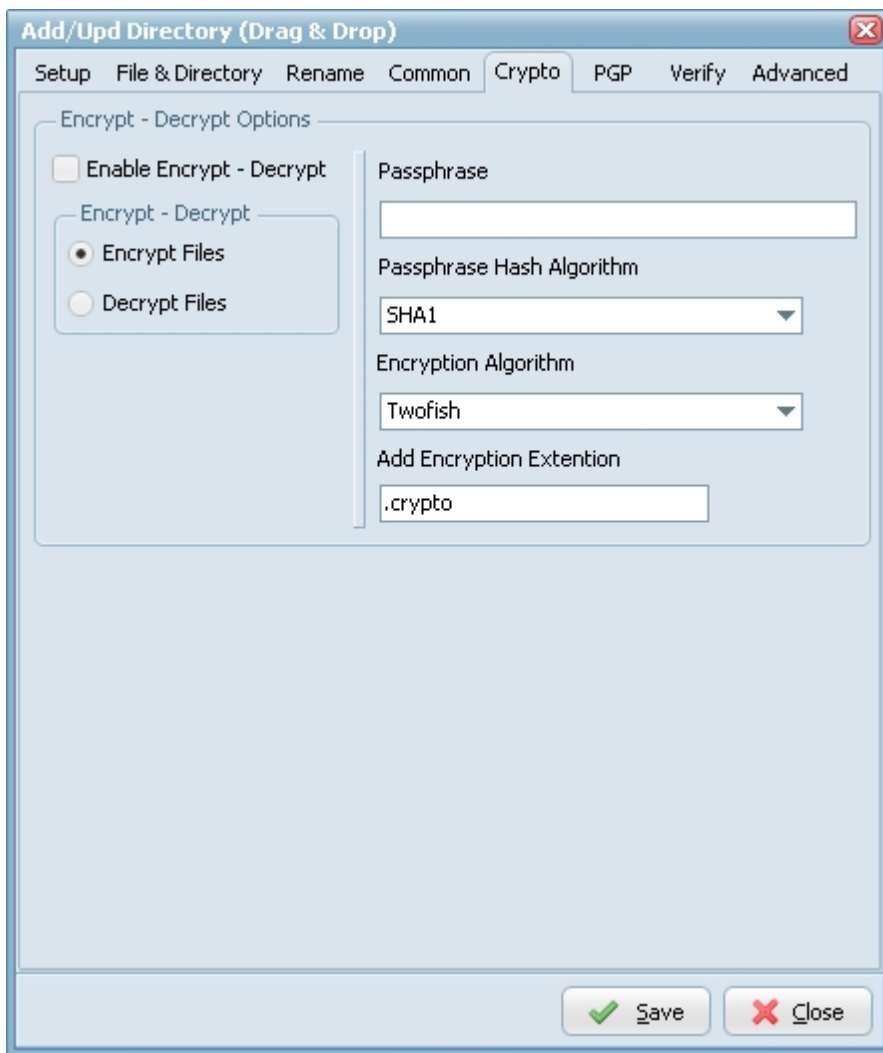 Add/Upd Directory (Drag & Drop)
Setup File & Directory Rename Common Crypto PGP Verify Advanced
Encrypt - Decrypt Options
Enable Encrypt - Decrypt
Encrypt - Decrypt
Encrypt Files
Decrypt Files
Passphrase
Passphrase Hash Algorithm
SHA1
Encryption Algorithm
Twofish
Add Encryption Extention
.crypto
Save Close